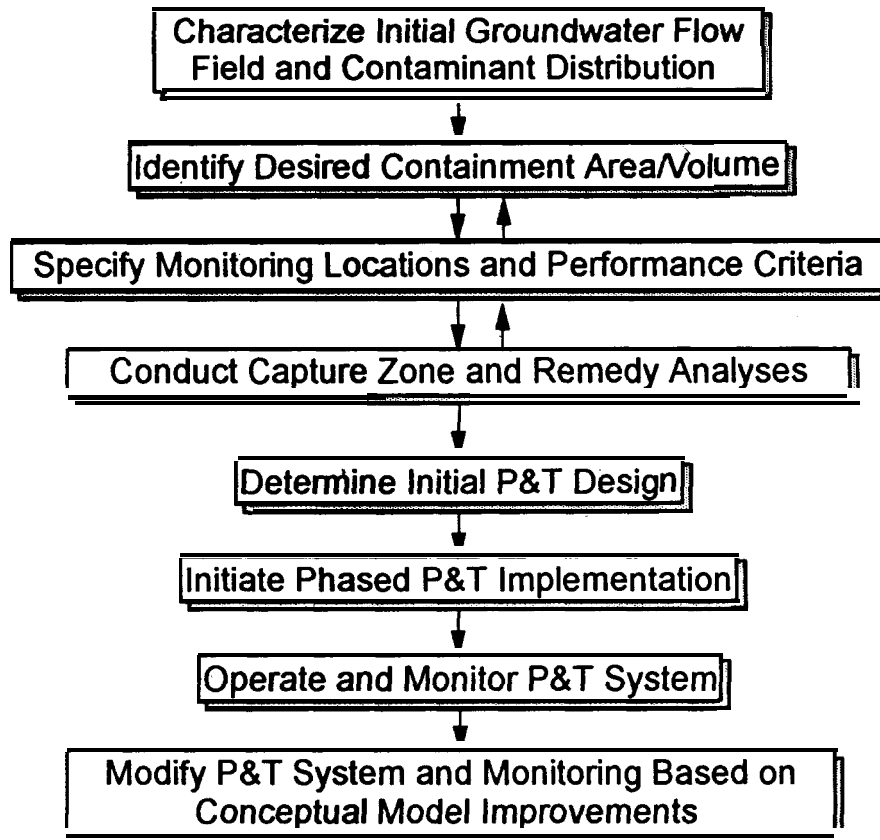 Characterize Initial Groundwater Flow
Field and Contaminant Distribution
Identify Desired Containment Area/Volume
Specify Monitoring Locations and Performance Criteria
Conduct Capture Zone and Remedy Analyses
Determine Initial P&T Design
Initiate Phased P&T Implementation
Operate and Monitor P&T System
Modify P&T System and Monitoring Based on
Conceptual Model Improvements